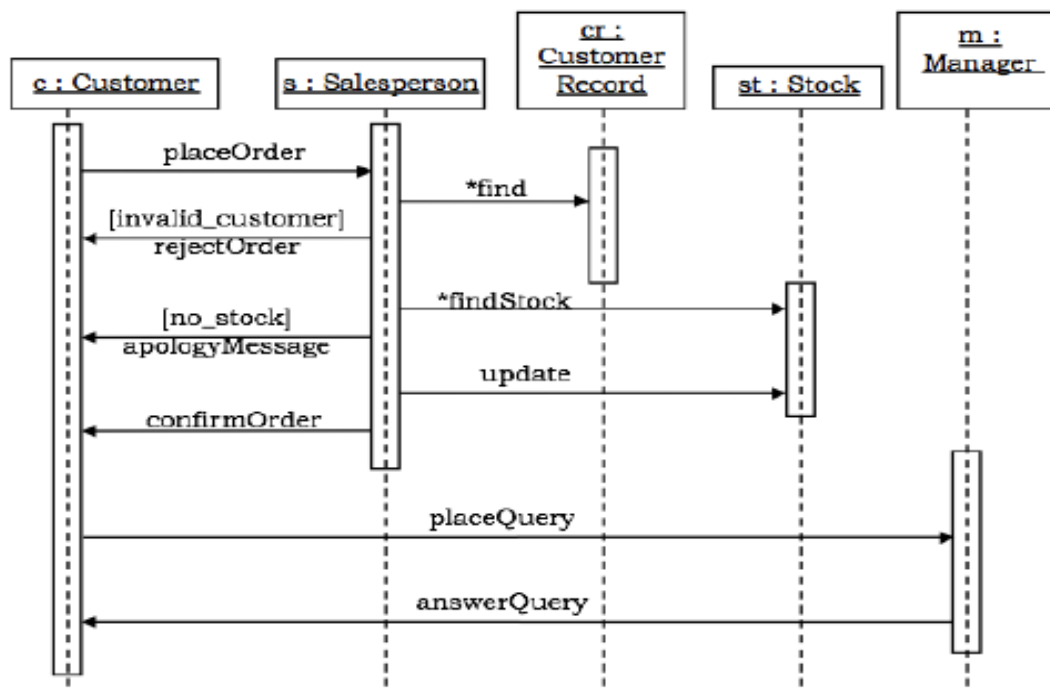 c : Customer
s : Salesperson
cr :
Customer
Record
st : Stock
m :
Manager
placeOrder
*find
[invalid_customer]
rejectOrder
*findStock
[no_stock]
apologyMessage
update
confirmOrder
placeQuery
answerQuery